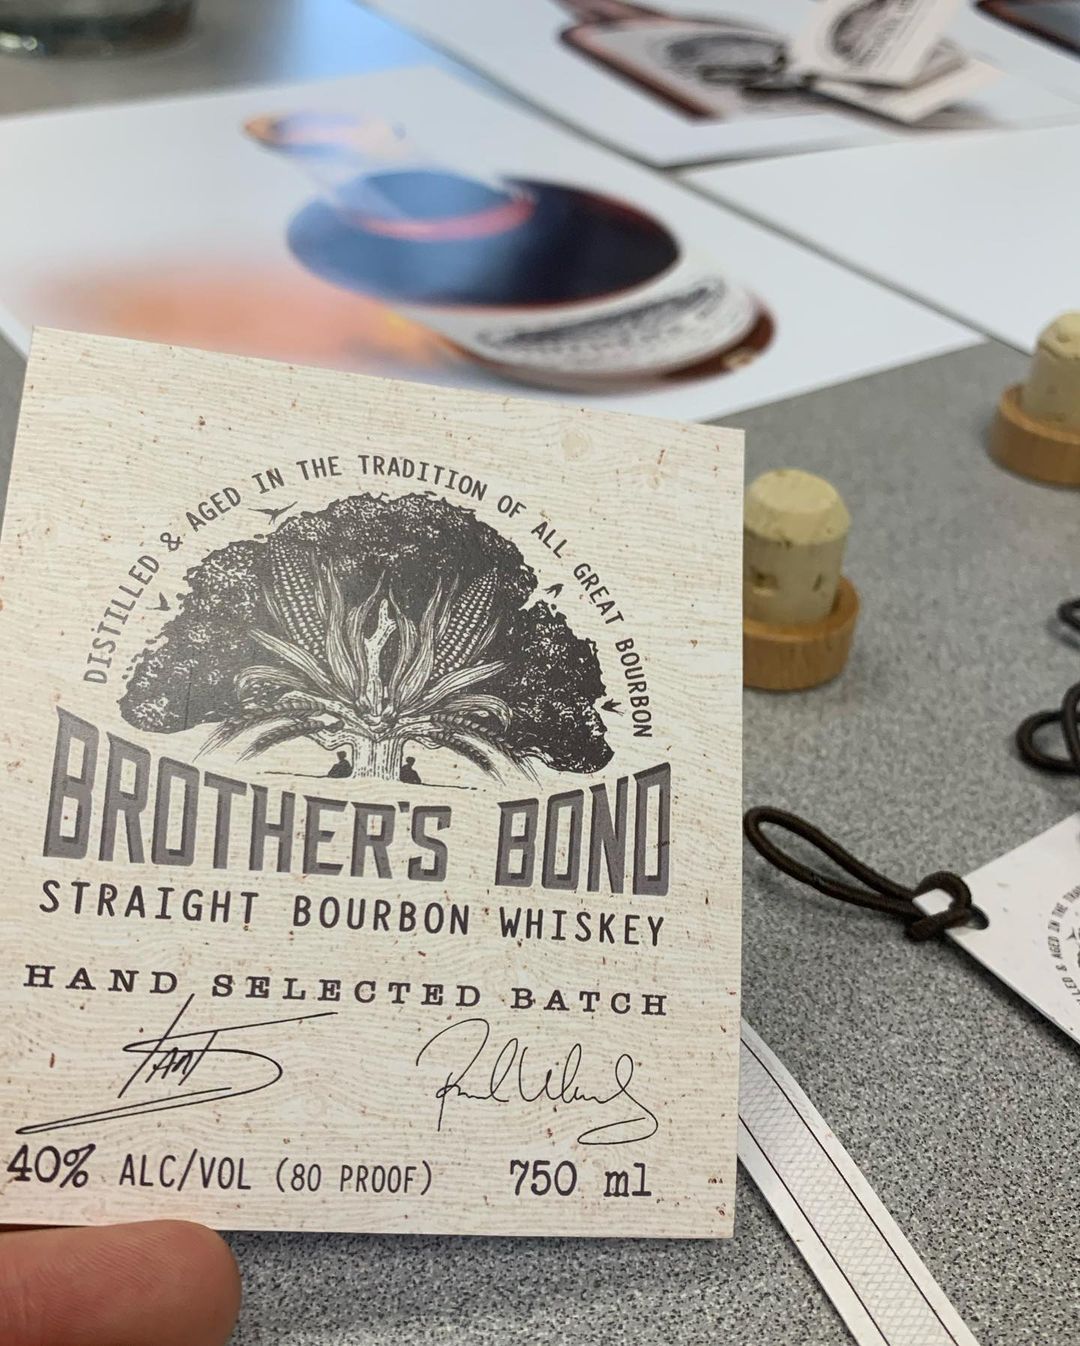 DISTILLED & AGED IN THE TRADITION OF ALL GREAT BOURBON
BROTHER'S BOND
STRAIGHT BOURBON WHISKEY
HAND SELECTED BATCH
40% ALC/VOL (80 PROOF) 750 ml